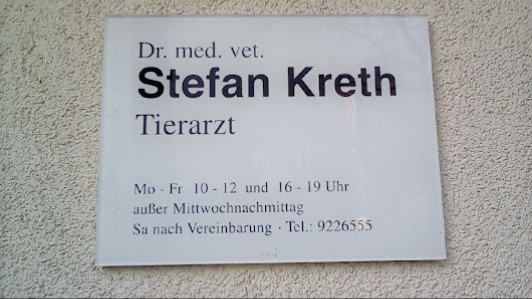 Dr. med. vet.
Stefan Kreth
Tierarzt
Mo - Fr 10 - 12 und 16 - 19 Uhr
außer Mittwochnachmittag
Sa nach Vereinbarung · Tel.: 9226555